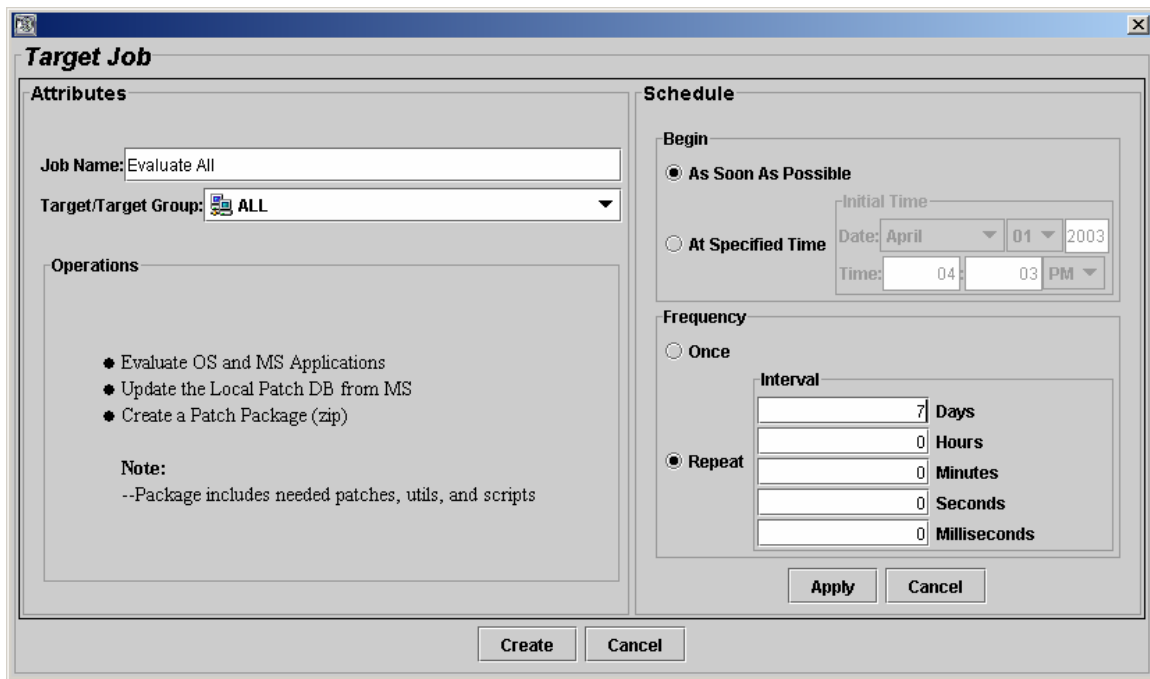 Target Job
Attributes
Job Name: Evaluate All
Target/Target Group: ALL
Operations
Evaluate OS and MS Applications
Update the Local Patch DB from MS
Create a Patch Package (zip)
Note:
--Package includes needed patches, utils, and scripts
Schedule
Begin
As Soon As Possible
At Specified Time
Initial Time
Date: April 01 2003
Time: 04 : 03 PM
Frequency
Once
Repeat
Interval
7 Days
0 Hours
0 Minutes
0 Seconds
0 Milliseconds
Apply Cancel
Create Cancel